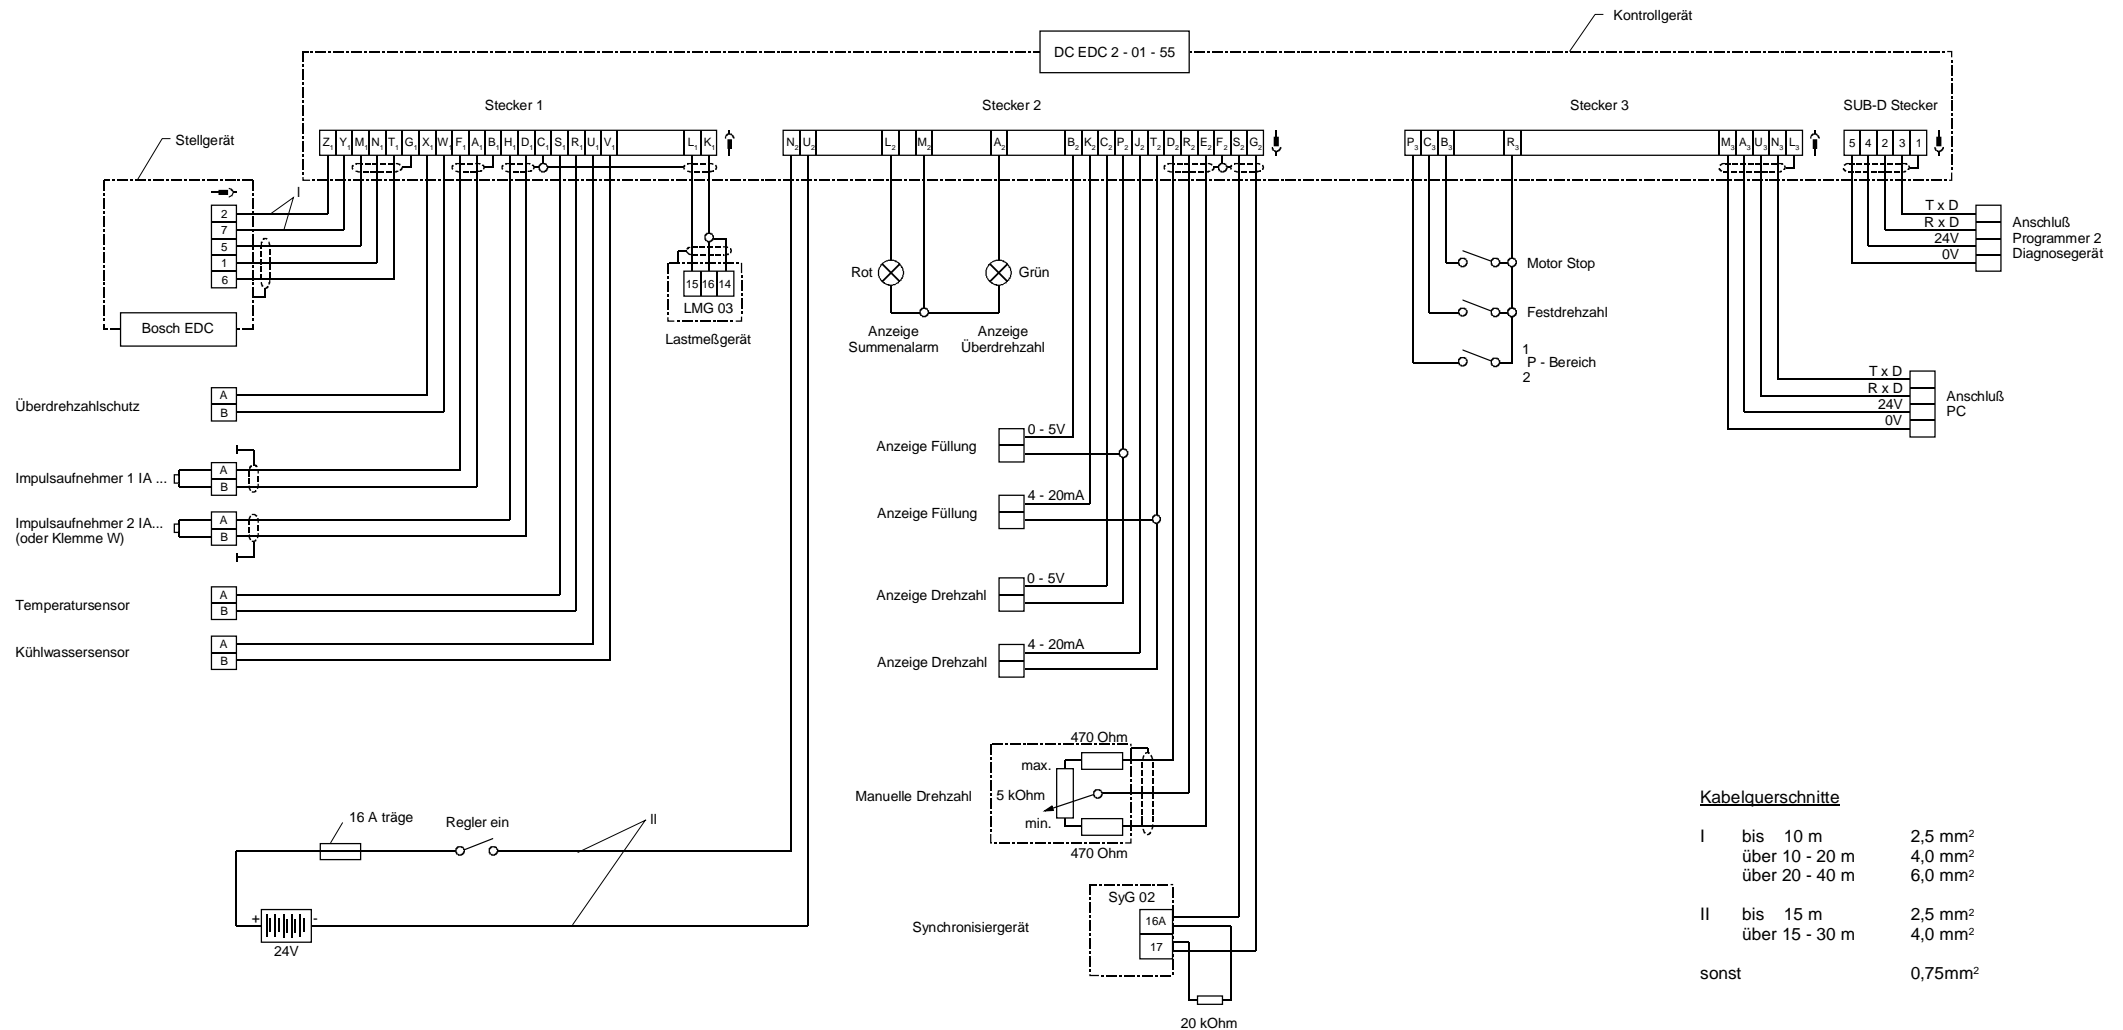 Kontrollgerät
DC EDC 2 - 01 - 55
Stecker 1
Stecker 2
Stecker 3
SUB-D Stecker
Z₁ Y₁ M₁ N₁ T₁ G₁ X₁ W₁ F₁ A₁ B₁ H₁ D₁ C₁ S₁ R₁ U₁ V₁ L₁ K₁
N₂ U₂ L₂ M₂ A₂ B₂ K₂ C₂ P₂ J₂ T₂ D₂ R₂ E₂ F₂ S₂ G₂
P₃ C₃ B₃ R₃ M₃ A₃ U₃ N₃ L₃
5 4 2 3 1
Stellgerät
I
2
7
5
1
6
Bosch EDC
15 16 14
LMG 03
Lastmeßgerät
Rot
Grün
Anzeige
Summenalarm
Anzeige
Überdrehzahl
Motor Stop
Festdrehzahl
1
P - Bereich
2
T x D
R x D
24V
0V
Anschluß
Programmer 2
Diagnosegerät
T x D
R x D
24V
0V
Anschluß
PC
Überdrehzahlschutz
A
B
Impulsaufnehmer 1 IA ...
A
B
Impulsaufnehmer 2 IA...
(oder Klemme W)
A
B
Temperatursensor
A
B
Kühlwassersensor
A
B
Anzeige Füllung
0 - 5V
Anzeige Füllung
4 - 20mA
Anzeige Drehzahl
0 - 5V
Anzeige Drehzahl
4 - 20mA
470 Ohm
max.
Manuelle Drehzahl
5 kOhm
min.
470 Ohm
16 A träge
Regler ein
II
+
-
24V
SyG 02
Synchronisiergerät
16A
17
20 kOhm
Kabelquerschnitte
I bis 10 m 2,5 mm²
über 10 - 20 m 4,0 mm²
über 20 - 40 m 6,0 mm²
II bis 15 m 2,5 mm²
über 15 - 30 m 4,0 mm²
sonst 0,75mm²